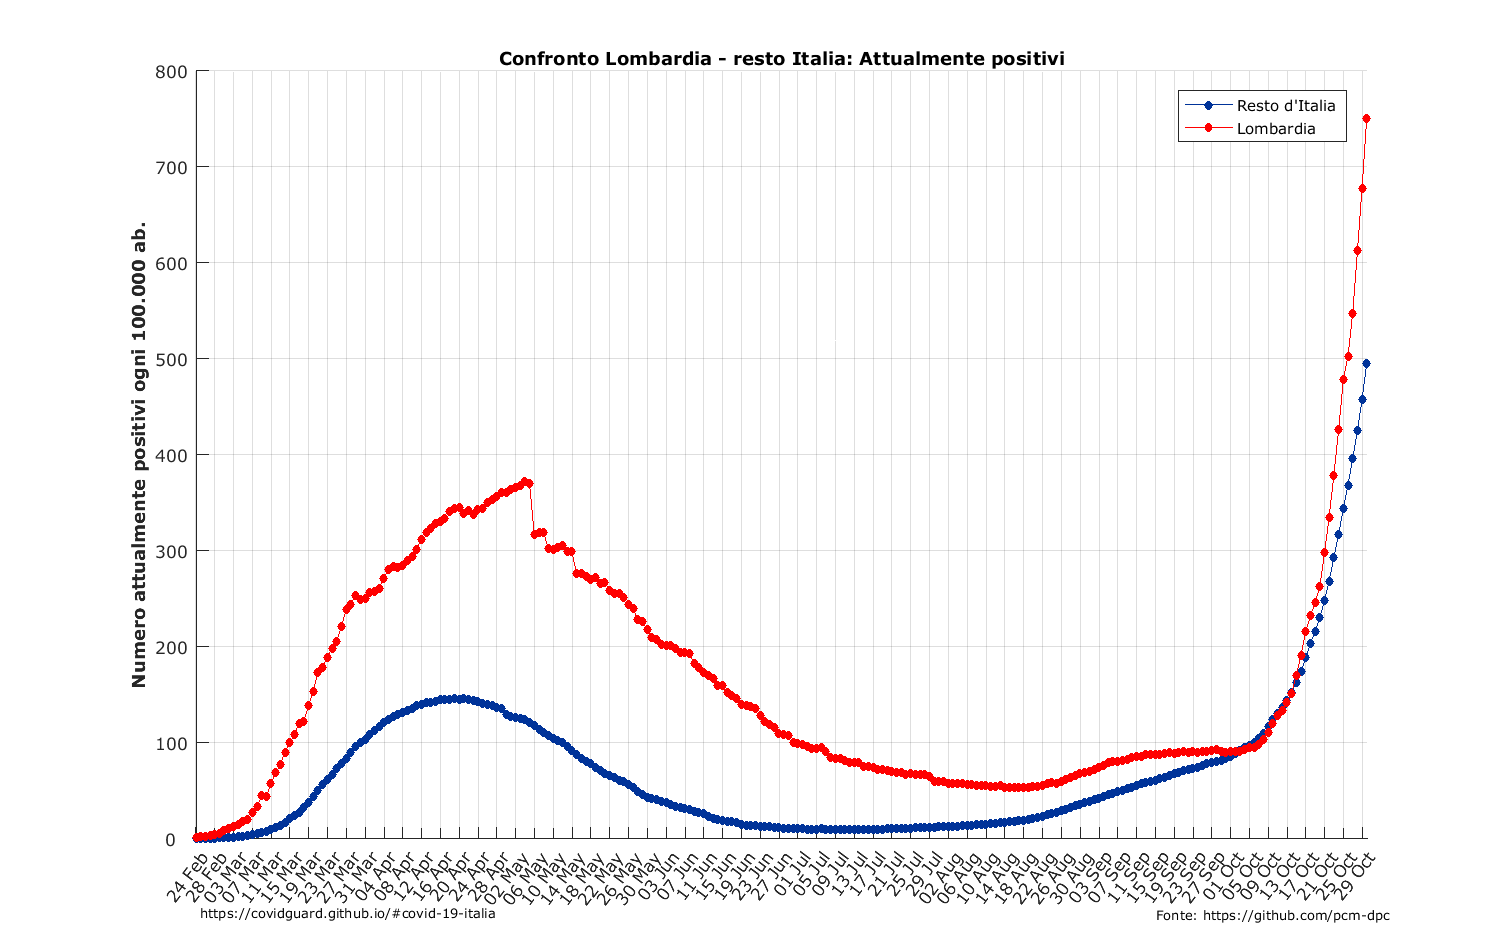 Confronto Lombardia - resto Italia: Attualmente positivi
Resto d'Italia
Lombardia
Numero attualmente positivi ogni 100.000 ab.
800
700
600
500
400
300
200
100
0
24 Feb
28 Feb
03 Mar
07 Mar
11 Mar
15 Mar
19 Mar
23 Mar
27 Mar
31 Mar
04 Apr
08 Apr
12 Apr
16 Apr
20 Apr
24 Apr
28 Apr
02 May
06 May
10 May
14 May
18 May
22 May
26 May
30 May
03 Jun
07 Jun
11 Jun
15 Jun
19 Jun
23 Jun
27 Jun
01 Jul
05 Jul
09 Jul
13 Jul
17 Jul
21 Jul
25 Jul
29 Jul
02 Aug
06 Aug
10 Aug
14 Aug
18 Aug
22 Aug
26 Aug
30 Aug
03 Sep
07 Sep
11 Sep
15 Sep
19 Sep
23 Sep
27 Sep
01 Oct
05 Oct
09 Oct
13 Oct
17 Oct
21 Oct
25 Oct
29 Oct
https://covidguard.github.io/#covid-19-italia
Fonte: https://github.com/pcm-dpc